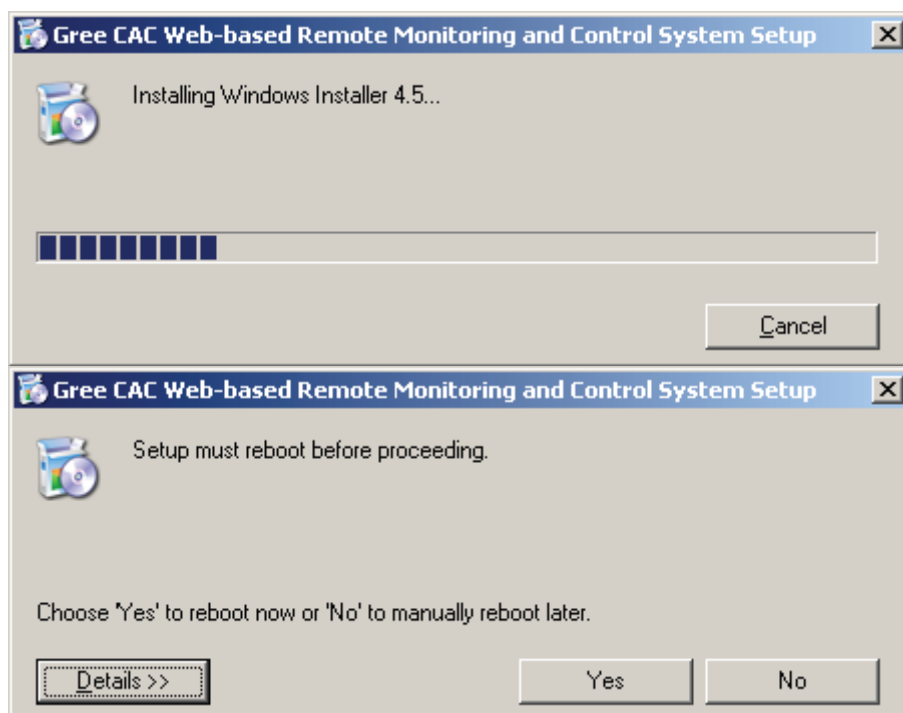 Gree CAC Web-based Remote Monitoring and Control System Setup
Installing Windows Installer 4.5...
Cancel
Gree CAC Web-based Remote Monitoring and Control System Setup
Setup must reboot before proceeding.
Choose 'Yes' to reboot now or 'No' to manually reboot later.
Details >> Yes No